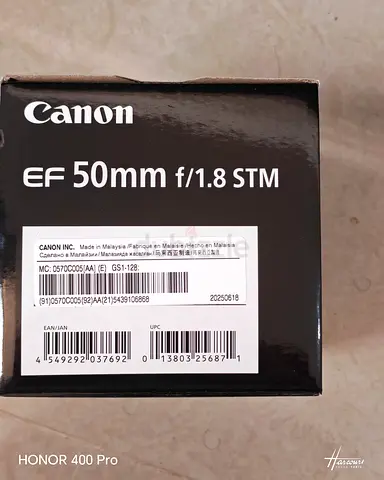 Canon
EF 50mm f/1.8 STM
CANON INC. Made in Malaysia /Fabriqué en Malaisie /Hecho en Malasia
Сделано в Малайзии/ Малайзияда жасалған/
MC: 0570C005[AA] (E) GS1-128:
(91)0570C005(92)AA(21)5439106868 20250618
EAN/JAN UPC
4 549292 037692 0 13803 25687 1
HONOR 400 Pro
Harcourt